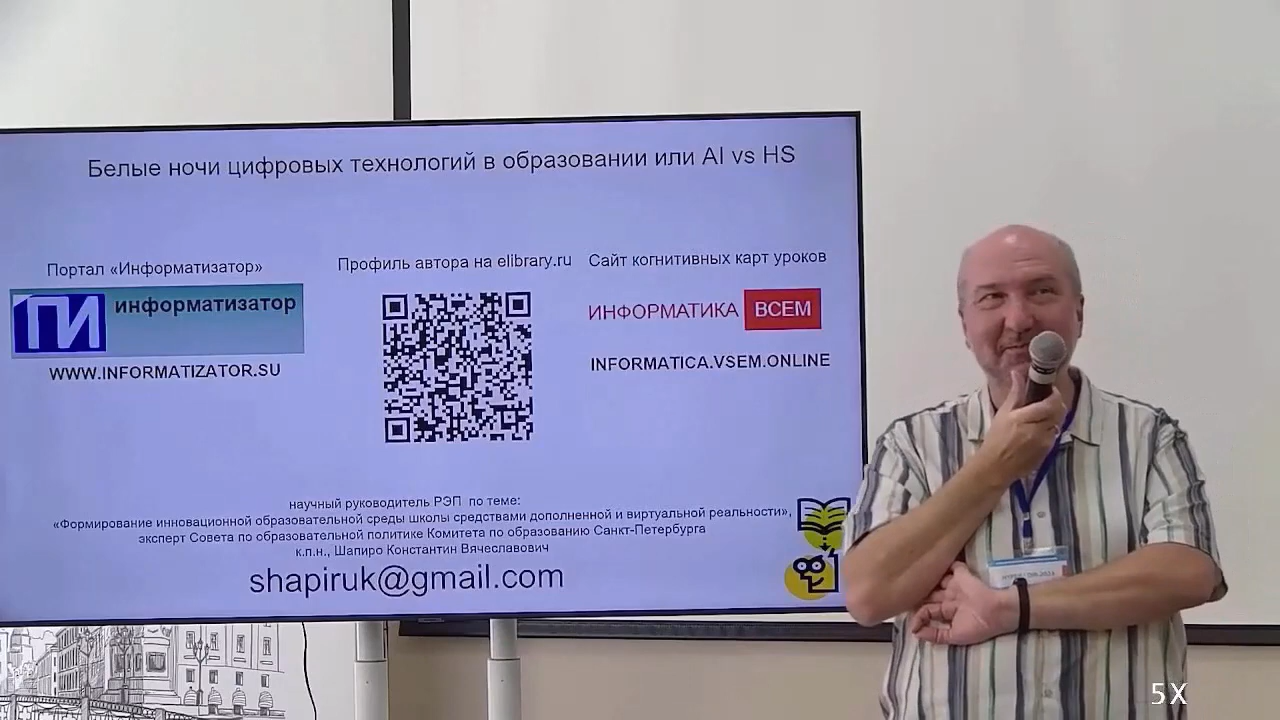 Белые ночи цифровых технологий в образовании или AI vs HS
Портал «Информатизатор»
ПИ информатизатор
WWW.INFORMATIZATOR.SU
Профиль автора на elibrary.ru
Сайт когнитивных карт уроков
ИНФОРМАТИКА ВСЕМ
INFORMATICA.VSEM.ONLINE
научный руководитель РЭП по теме:
«Формирование инновационной образовательной среды школы средствами дополненной и виртуальной реальности»,
эксперт Совета по образовательной политике Комитета по образованию Санкт-Петербурга
к.п.н., Шапиро Константин Вячеславович
shapiruk@gmail.com
5X